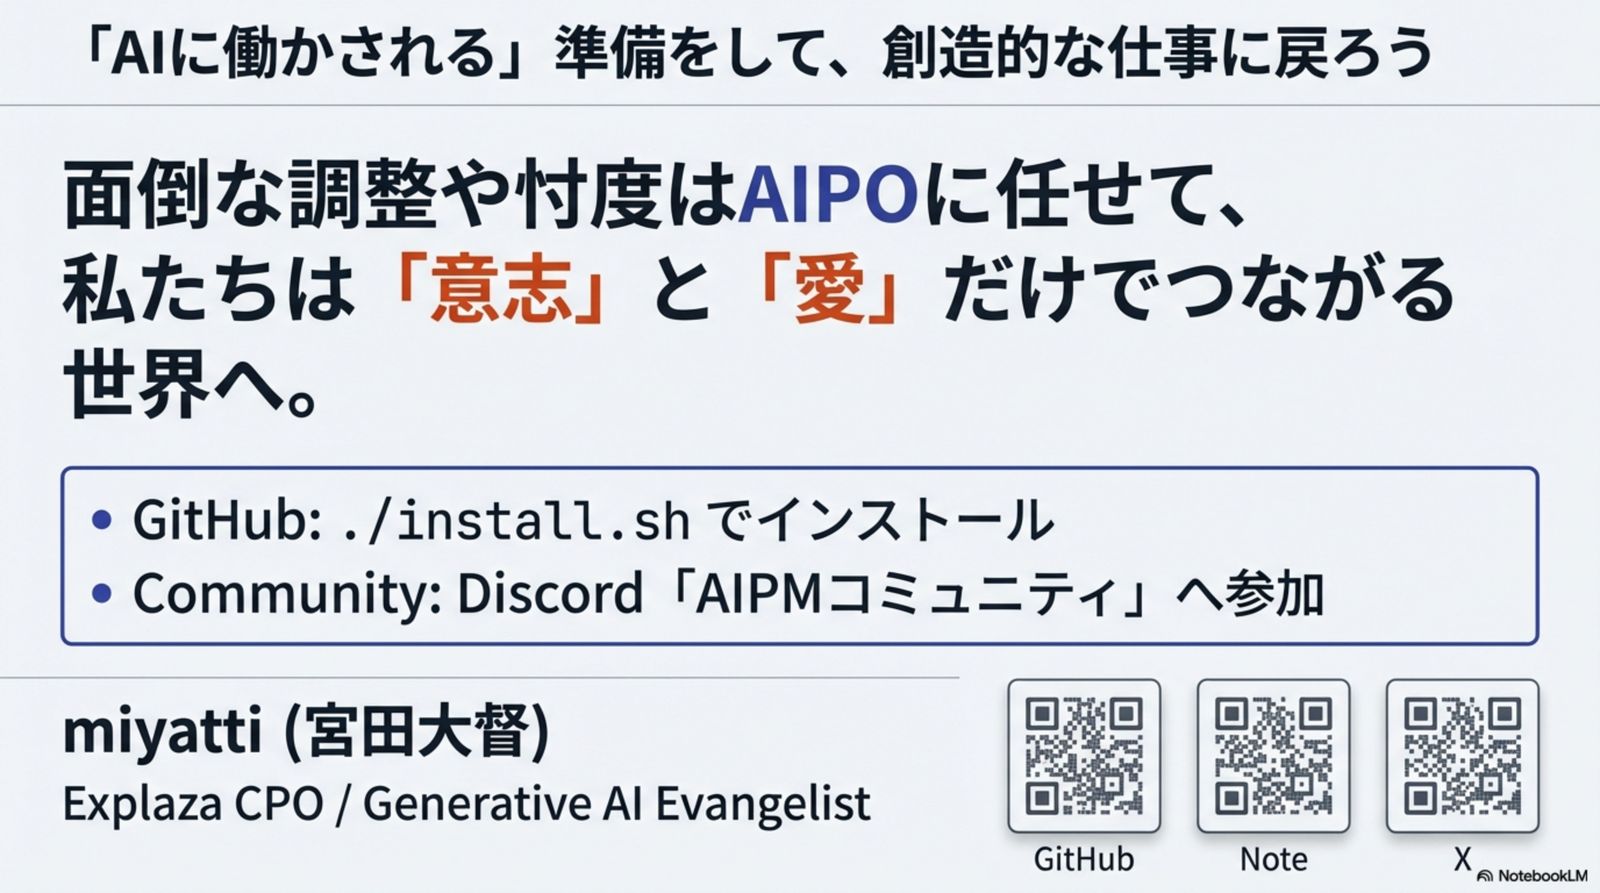 「AIに働かされる」準備をして、創造的な仕事に戻ろう
面倒な調整や忖度はAIPOに任せて、
私たちは「意志」と「愛」だけでつながる
世界へ。
• GitHub: ./install.sh でインストール
• Community: Discord「AIPMコミュニティ」へ参加
miyatti (宮田大督)
Explaza CPO / Generative AI Evangelist
GitHub
Note
X
NotebookLM